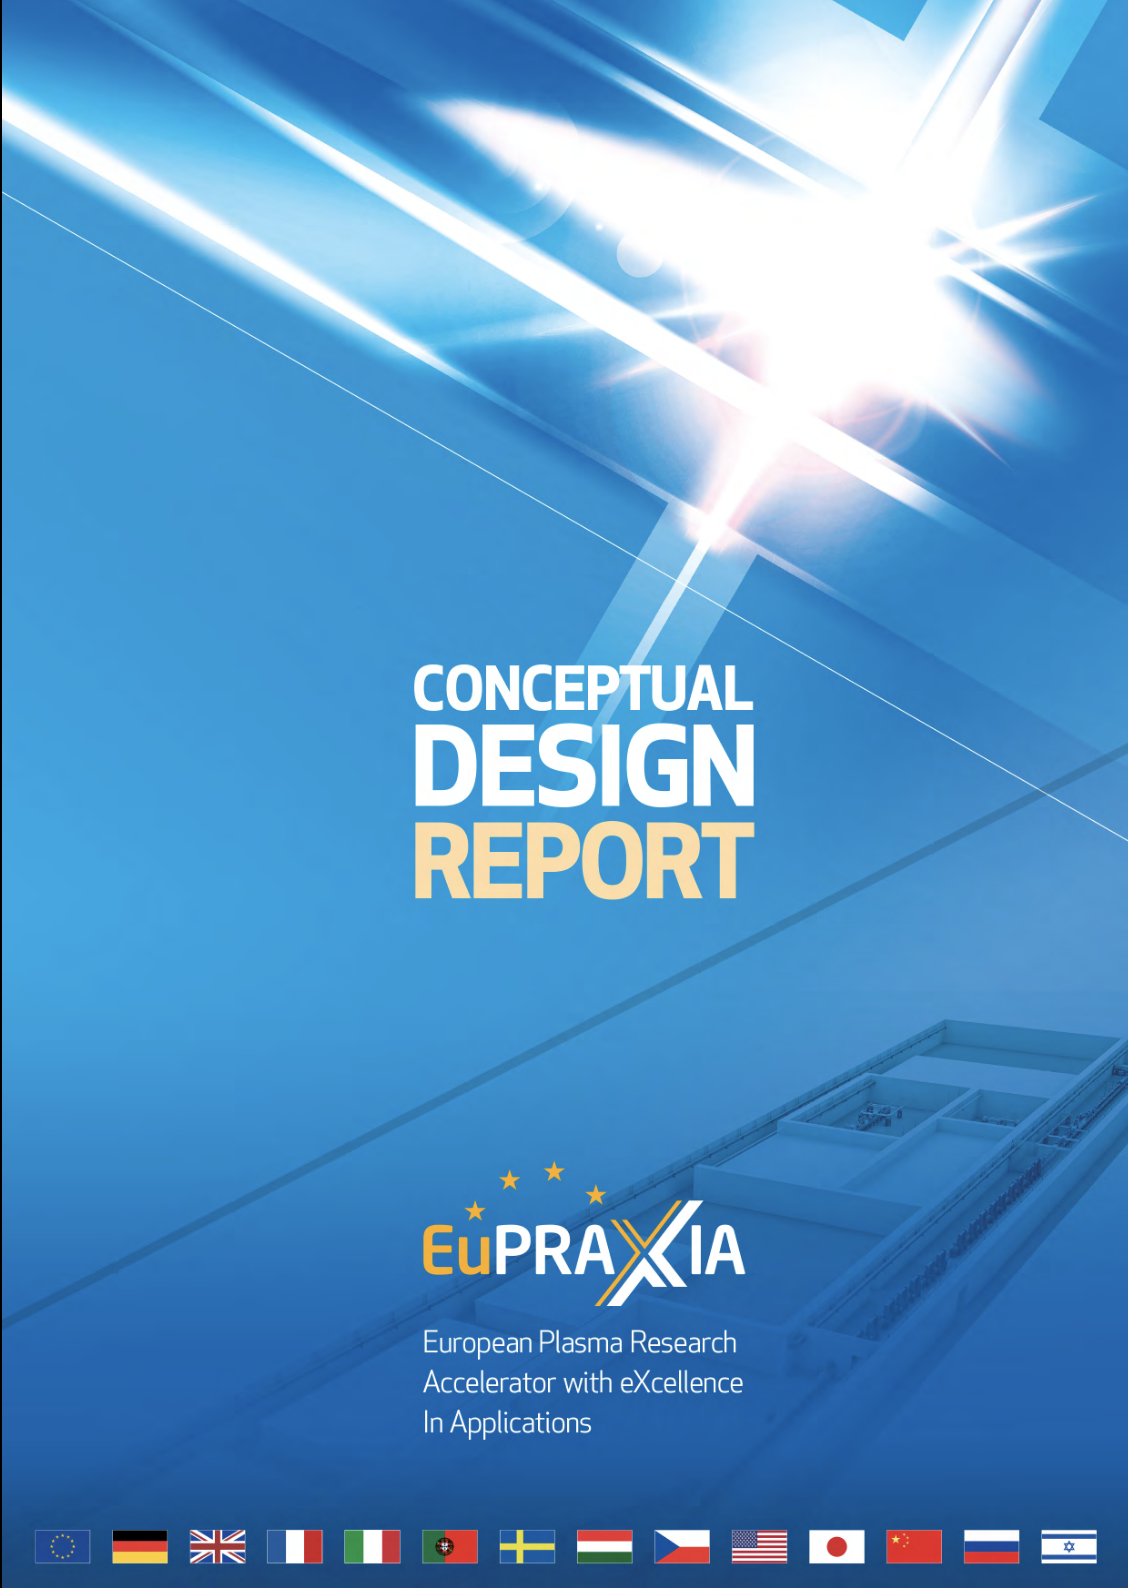 CONCEPTUAL
DESIGN
REPORT
EuPRAXIA
European Plasma Research
Accelerator with eXcellence
In Applications